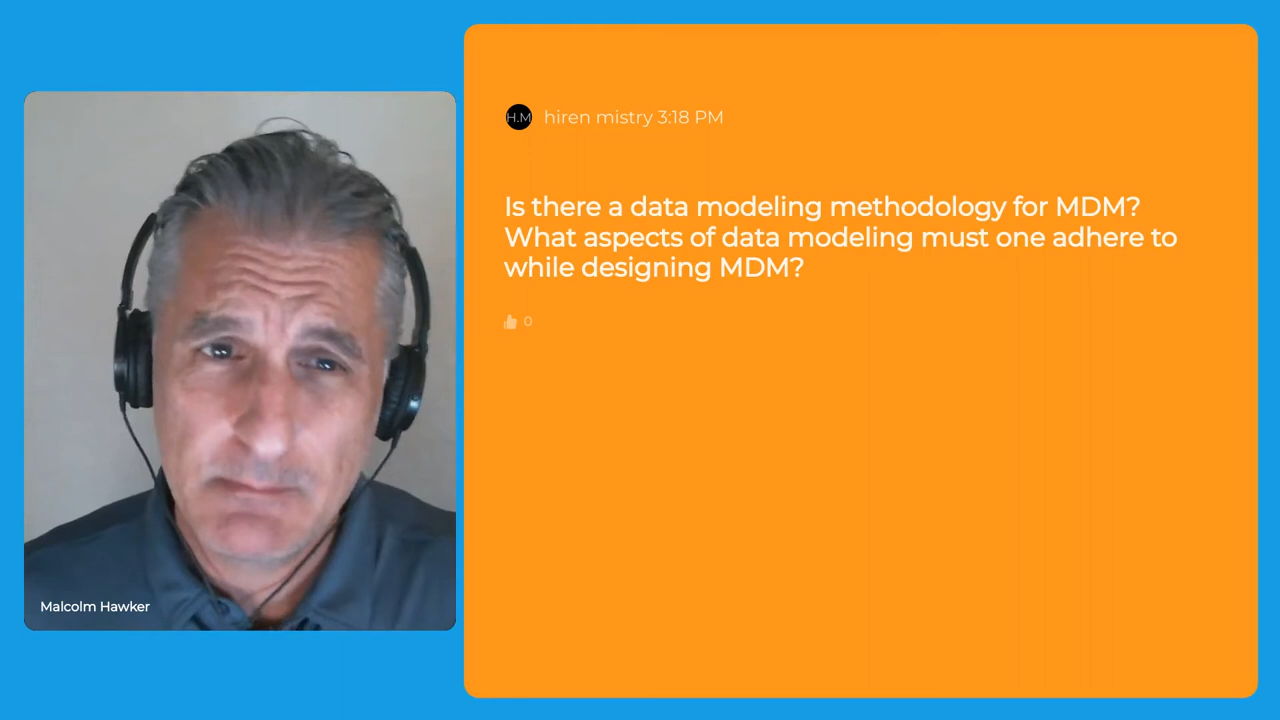 H.M hiren mistry 3:18 PM
Is there a data modeling methodology for MDM?
What aspects of data modeling must one adhere to
while designing MDM?
0
Malcolm Hawker